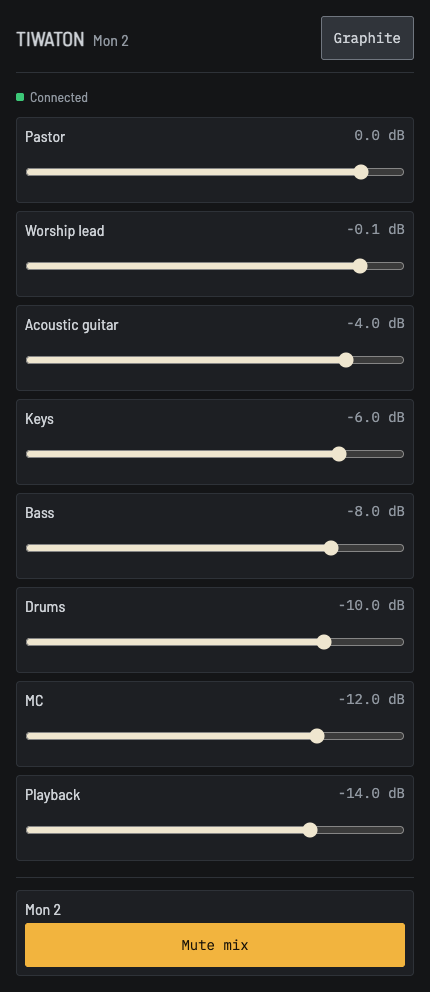 TIWATON Mon 2 Graphite
Connected
Pastor 0.0 dB
Worship lead -0.1 dB
Acoustic guitar -4.0 dB
Keys -6.0 dB
Bass -8.0 dB
Drums -10.0 dB
MC -12.0 dB
Playback -14.0 dB
Mon 2
Mute mix